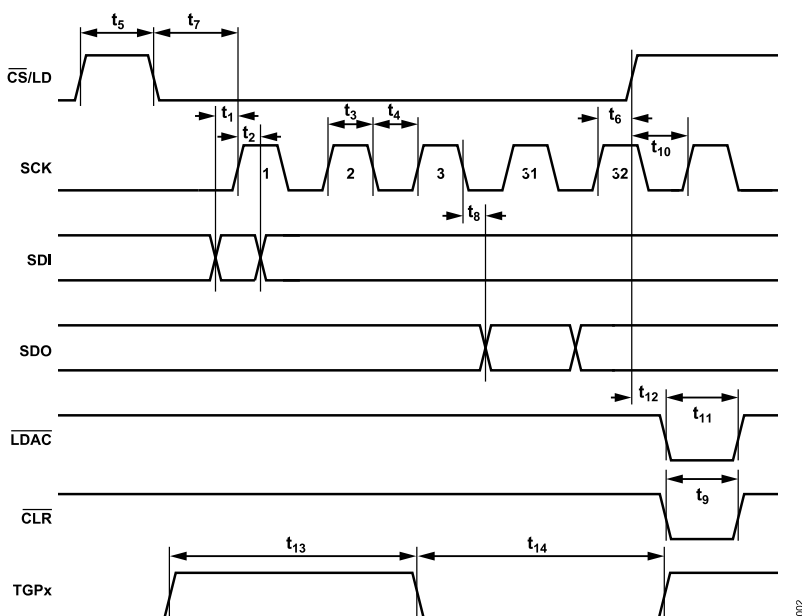 t5 t7
CS/LD
t1 t3 t4 t6
t2 t10
SCK 1 2 3 31 32
t8
SDI
SDO
t12 t11
LDAC
t9
CLR
t13 t14
TGPx
002